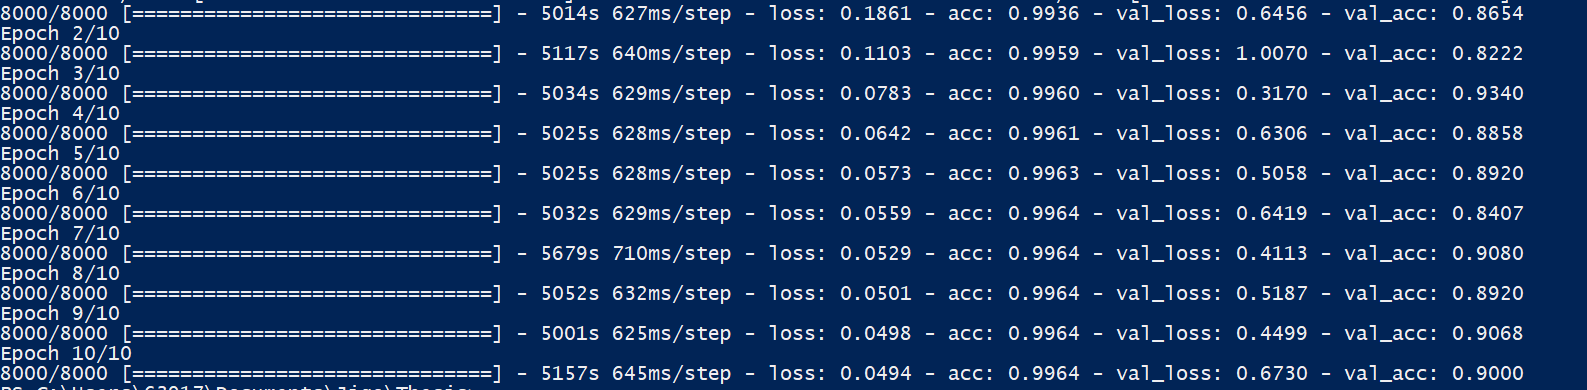 8000/8000 [==============================] - 5014s 627ms/step - loss: 0.1861 - acc: 0.9936 - val_loss: 0.6456 - val_acc: 0.8654
Epoch 2/10
8000/8000 [==============================] - 5117s 640ms/step - loss: 0.1103 - acc: 0.9959 - val_loss: 1.0070 - val_acc: 0.8222
Epoch 3/10
8000/8000 [==============================] - 5034s 629ms/step - loss: 0.0783 - acc: 0.9960 - val_loss: 0.3170 - val_acc: 0.9340
Epoch 4/10
8000/8000 [==============================] - 5025s 628ms/step - loss: 0.0642 - acc: 0.9961 - val_loss: 0.6306 - val_acc: 0.8858
Epoch 5/10
8000/8000 [==============================] - 5025s 628ms/step - loss: 0.0573 - acc: 0.9963 - val_loss: 0.5058 - val_acc: 0.8920
Epoch 6/10
8000/8000 [==============================] - 5032s 629ms/step - loss: 0.0559 - acc: 0.9964 - val_loss: 0.6419 - val_acc: 0.8407
Epoch 7/10
8000/8000 [==============================] - 5679s 710ms/step - loss: 0.0529 - acc: 0.9964 - val_loss: 0.4113 - val_acc: 0.9080
Epoch 8/10
8000/8000 [==============================] - 5052s 632ms/step - loss: 0.0501 - acc: 0.9964 - val_loss: 0.5187 - val_acc: 0.8920
Epoch 9/10
8000/8000 [==============================] - 5001s 625ms/step - loss: 0.0498 - acc: 0.9964 - val_loss: 0.4499 - val_acc: 0.9068
Epoch 10/10
8000/8000 [==============================] - 5157s 645ms/step - loss: 0.0494 - acc: 0.9964 - val_loss: 0.6730 - val_acc: 0.9000